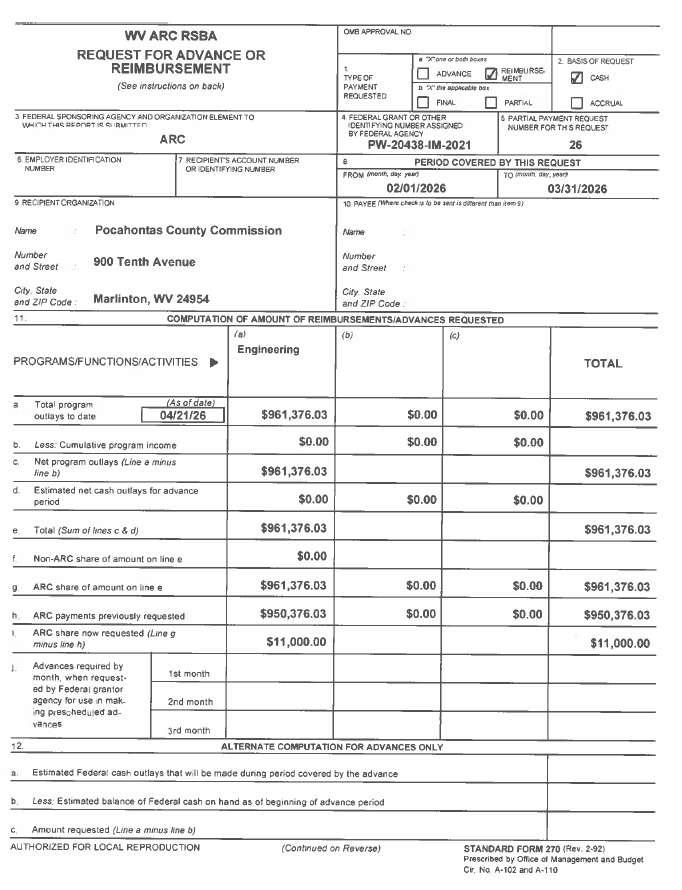 WV ARC RSBA
REQUEST FOR ADVANCE OR
REIMBURSEMENT
(See instructions on back)
OMB APPROVAL NO.
1.
TYPE OF
PAYMENT
REQUESTED
a "X" one or both boxes
ADVANCE
REIMBURSE-
MENT
b "X" the applicable box
FINAL
PARTIAL
2. BASIS OF REQUEST
CASH
ACCRUAL
3 FEDERAL SPONSORING AGENCY AND ORGANIZATION ELEMENT TO
WHICH THIS REPORT IS SUBMITTED
ARC
4 FEDERAL OR OTHER
IDENTIFYING NUMBER ASSIGNED
BY FEDERAL AGENCY
PW-20438-IM-2021
5 PARTIAL PAYMENT REQUEST
NUMBER FOR THIS REQUEST
26
6. EMPLOYER IDENTIFICATION
NUMBER
7. RECIPIENT'S ACCOUNT NUMBER
OR IDENTIFYING NUMBER
8 PERIOD COVERED BY THIS REQUEST
FROM (month, day, year)
02/01/2026
TO (month, day, year)
03/31/2026
9. RECIPIENT ORGANIZATION
Name : Pocahontas County Commission
Number
and Street : 900 Tenth Avenue
City, State
and ZIP Code : Marlinton, WV 24954
10. PAYEE (Where check is to be sent is different than item 9)
Name :
Number
and Street :
City, State
and ZIP Code :
11. COMPUTATION OF AMOUNT OF REIMBURSEMENTS/ADVANCES REQUESTED
PROGRAMS/FUNCTIONS/ACTIVITIES ►
(a)
Engineering
(b)
(c)
TOTAL
a. Total program
outlays to date
(As of date)
04/21/26
$961,376.03 $0.00 $0.00 $961,376.03
b. Less: Cumulative program income $0.00 $0.00 $0.00
c. Net program outlays (Line a minus
line b) $961,376.03 $961,376.03
d. Estimated net cash outlays for advance
period $0.00 $0.00 $0.00
e Total (Sum of lines c & d) $961,376.03 $961,376.03
f. Non-ARC share of amount on line e $0.00
g. ARC share of amount on line e $961,376.03 $0.00 $0.00 $961,376.03
h. ARC payments previously requested $950,376.03 $0.00 $0.00 $950,376.03
i. ARC share now requested (Line g
minus line h) $11,000.00 $11,000.00
j. Advances required by
month, when request-
ed by Federal grantor
agency for use in mak-
ing prescheduled ad-
vances
1st month
2nd month
3rd month
12. ALTERNATE COMPUTATION FOR ADVANCES ONLY
a. Estimated Federal cash outlays that will be made during period covered by the advance
b. Less: Estimated balance of Federal cash on hand as of beginning of advance period
c. Amount requested (Line a minus line b)
AUTHORIZED FOR LOCAL REPRODUCTION
(Continued on Reverse)
STANDARD FORM 270 (Rev. 2-92)
Prescribed by Office of Management and Budget
Cir. No. A-102 and A-110